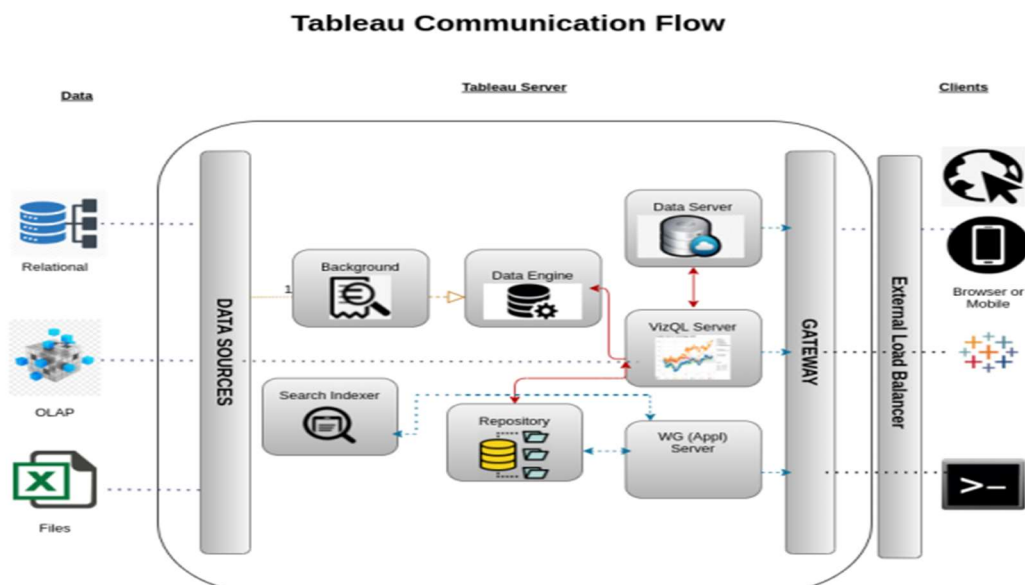 Tableau Communication Flow
Data
Tableau Server
Clients
Relational
OLAP
Files
DATA SOURCES
1
Background
Data Engine
Data Server
VizQL Server
Search Indexer
Repository
WG (Appl)
Server
GATEWAY
External Load Balancer
Browser or
Mobile